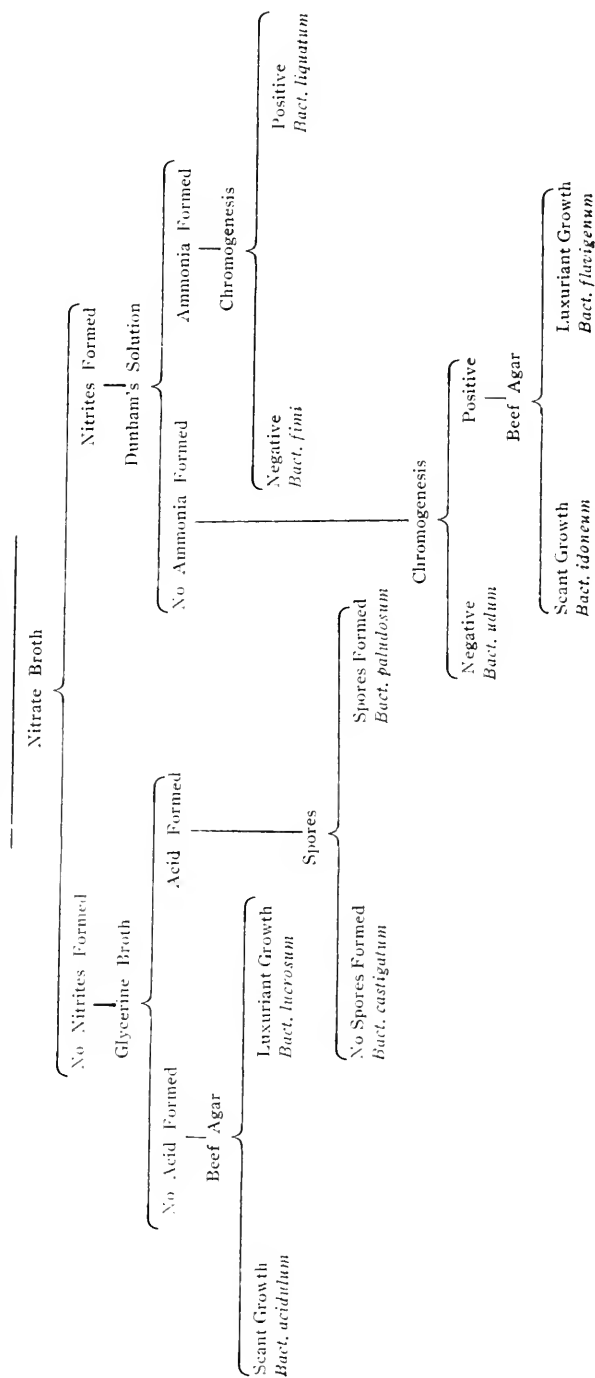 Nitrate Broth
No Nitrites Formed
Nitrites Formed
Glycerine Broth
Dunham's Solution
No Acid Formed
Acid Formed
No Ammonia Formed
Ammonia Formed
Beef Agar
Chromogenesis
Scant Growth
Bact. acidulum
Luxuriant Growth
Bact. lucrosum
Negative
Bact. fimi
Positive
Bact. liquatum
Spores
No Spores Formed
Bact. castigatum
Spores Formed
Bact. paludosum
Chromogenesis
Negative
Bact. udum
Positive
Beef Agar
Scant Growth
Bact. idoneum
Luxuriant Growth
Bact. flavigenum